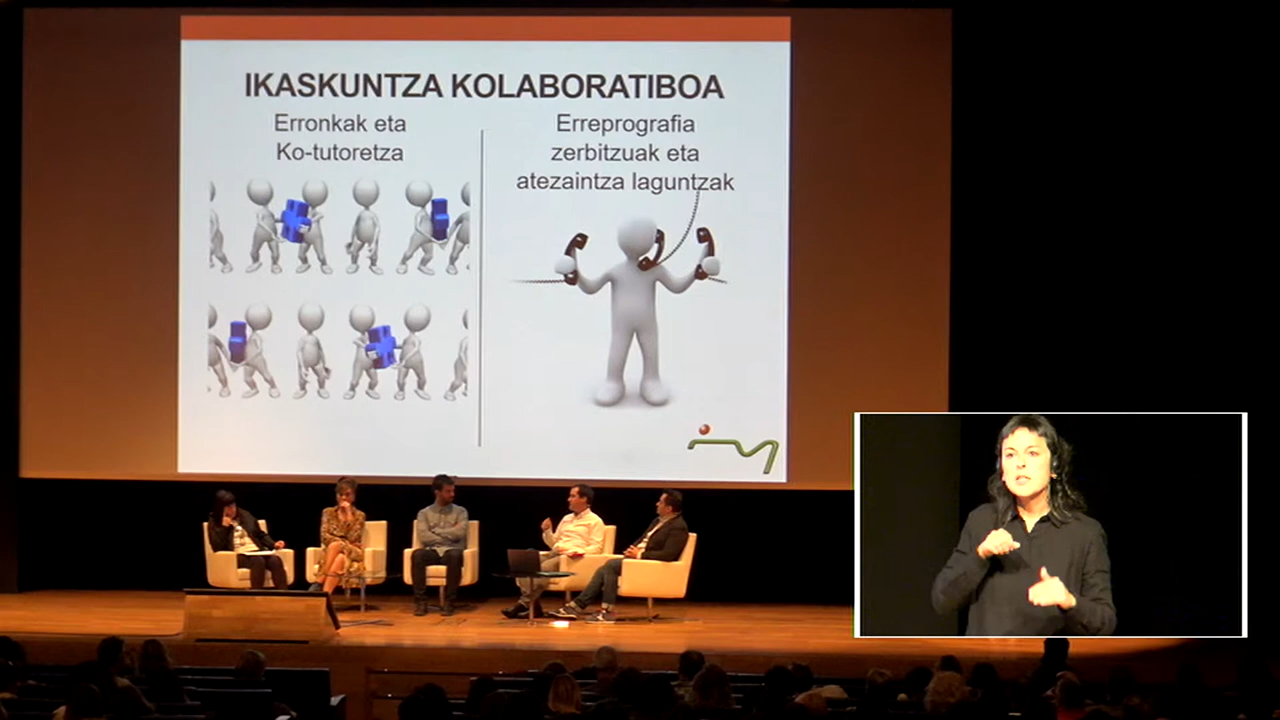 IKASKUNTZA KOLABORATIBOA
Erronkak eta
Ko-tutoretza
Erreprografia
zerbitzuak eta
atezaintza laguntzak